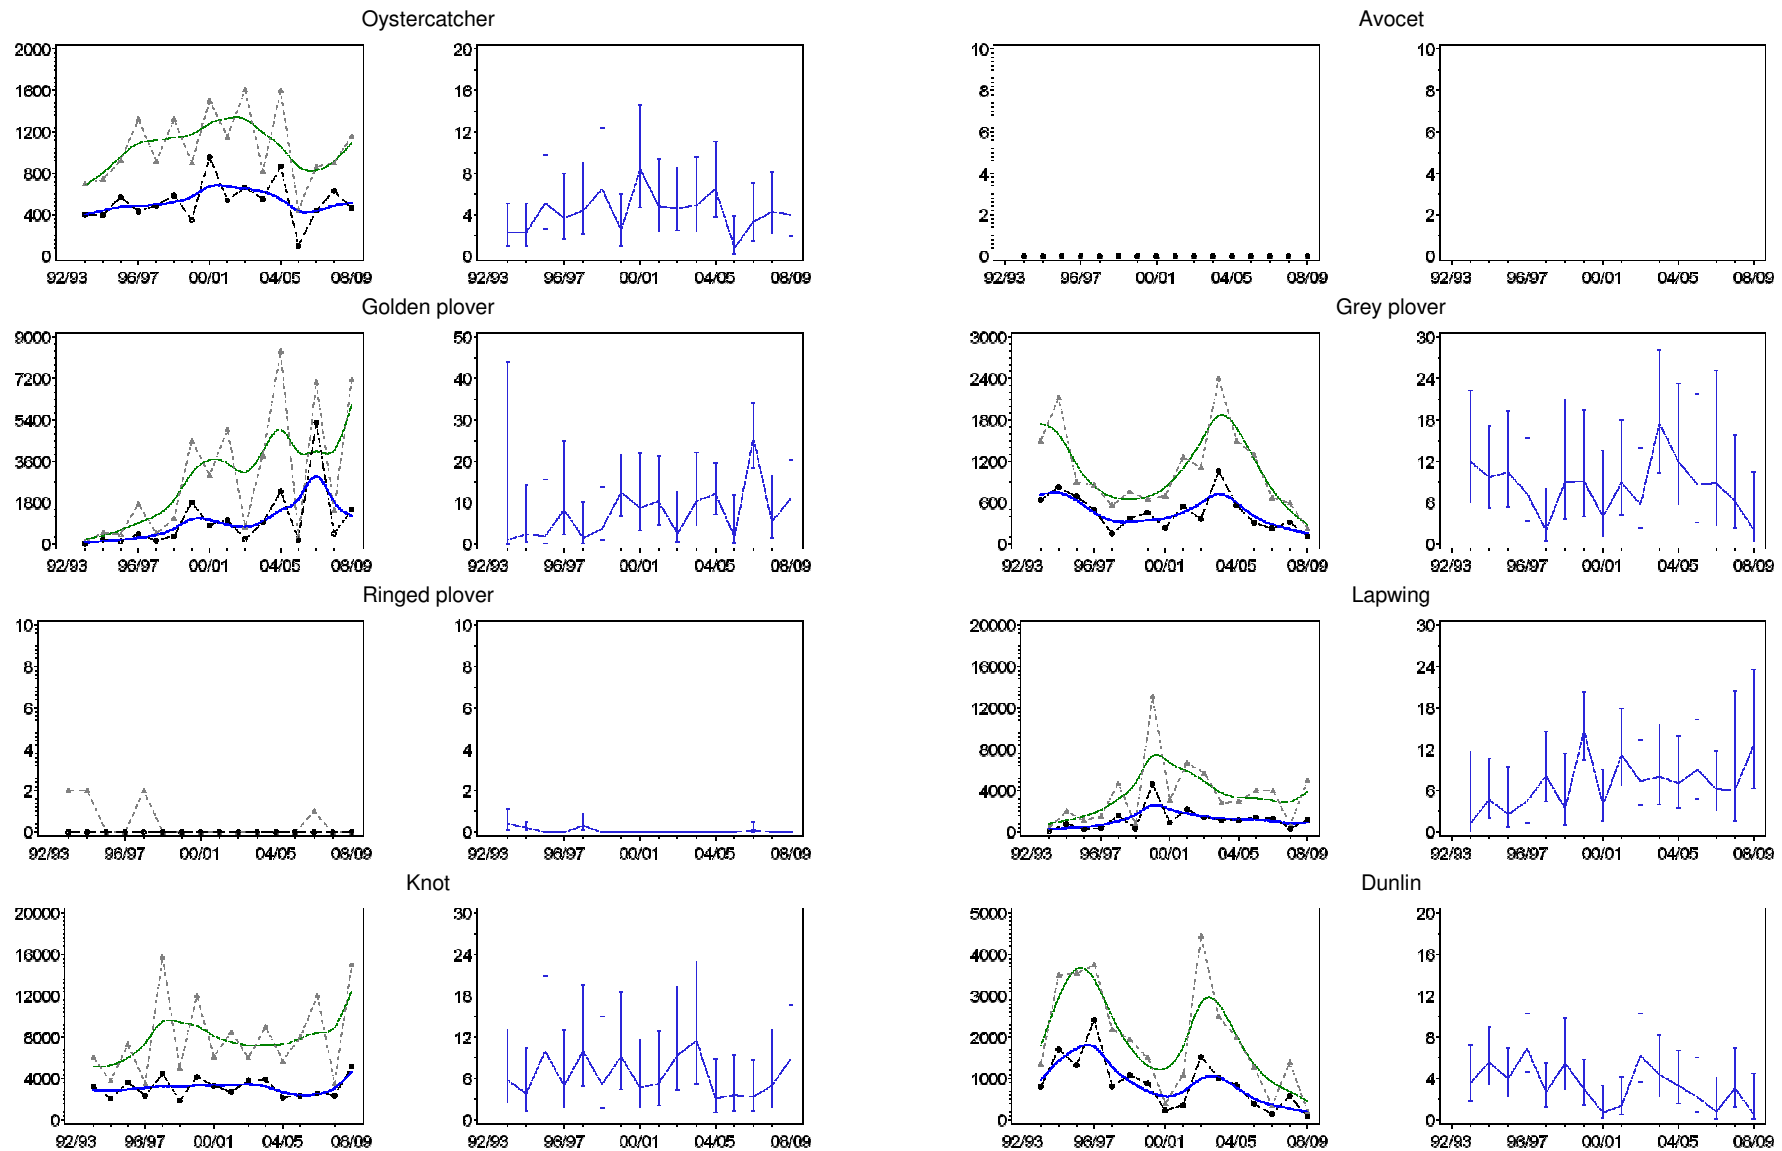 Oystercatcher Avocet
2000 20 10 10
1600 16 8 8
1200 12 6 6
800 8 4 4
400 4 2 2
0 0 0 0
92/93 96/97 00/01 04/05 08/09 92/93 96/97 00/01 04/05 08/09 92/93 96/97 00/01 04/05 08/09 92/93 96/97 00/01 04/05 08/09
Golden plover Grey plover
9000 50 3000 30
7200 40 2400 24
5400 30 1800 18
3600 20 1200 12
1800 10 600 6
0 0 0 0
92/93 96/97 00/01 04/05 08/09 92/93 96/97 00/01 04/05 08/09 92/93 96/97 00/01 04/05 08/09 92/93 96/97 00/01 04/05 08/09
Ringed plover Lapwing
10 10 20000 30
8 8 16000 24
6 6 12000 18
4 4 8000 12
2 2 4000 6
0 0 0 0
92/93 96/97 00/01 04/05 08/09 92/93 96/97 00/01 04/05 08/09 92/93 96/97 00/01 04/05 08/09 92/93 96/97 00/01 04/05 08/09
Knot Dunlin
20000 30 5000 20
16000 24 4000 16
12000 18 3000 12
8000 12 2000 8
4000 6 1000 4
0 0 0 0
92/93 96/97 00/01 04/05 08/09 92/93 96/97 00/01 04/05 08/09 92/93 96/97 00/01 04/05 08/09 92/93 96/97 00/01 04/05 08/09